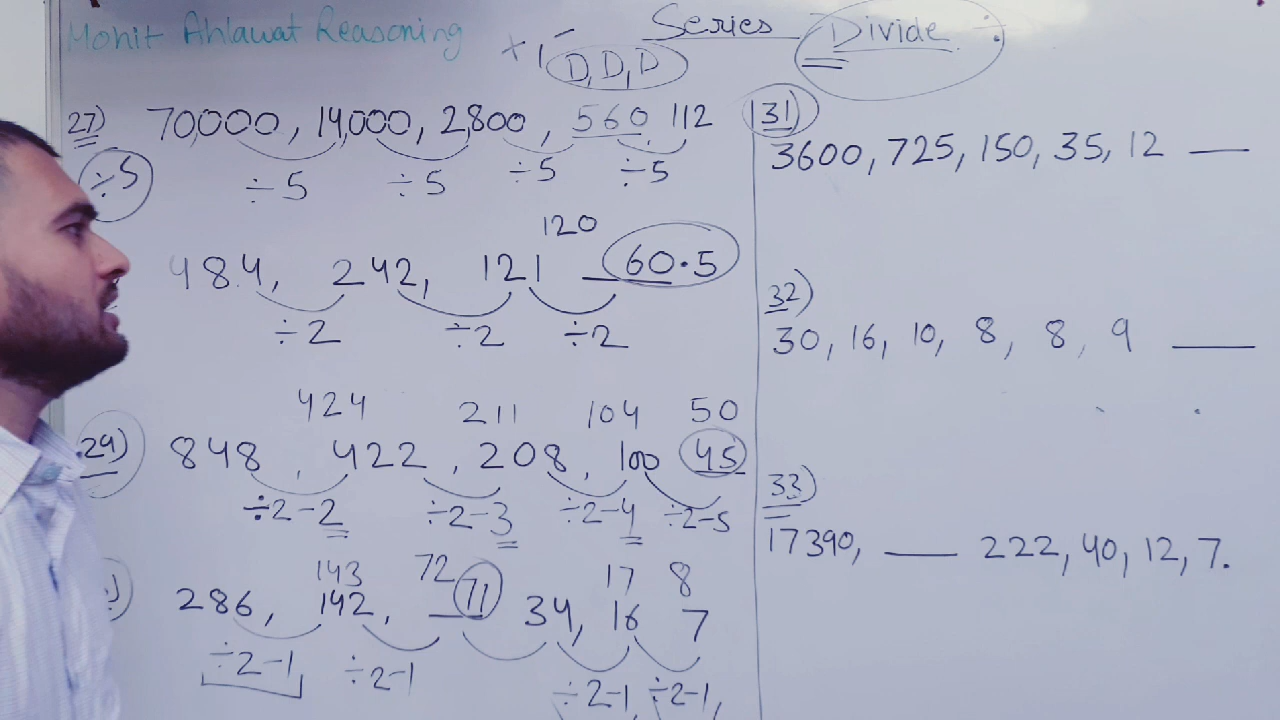 Mohit Ahlawat Reasoning
Series Divide ÷
+ 1 -
D, D, D
27) 70,000, 14,000, 2,800, 560, 112
÷5 ÷5 ÷5 ÷5 ÷5
120
484, 242, 121 60.5
÷2 ÷2 ÷2
424 211 104 50
29) 848, 422, 208, 100 45
÷2-2 ÷2-3 ÷2-4 ÷2-5
143 72 17 8
) 286, 142, 71 34, 16 7
÷2-1 ÷2-1
÷2-1, ÷2-1,
31)
3600, 725, 150, 35, 12
32)
30, 16, 10, 8, 8, 9
33)
17390, 222, 40, 12, 7.